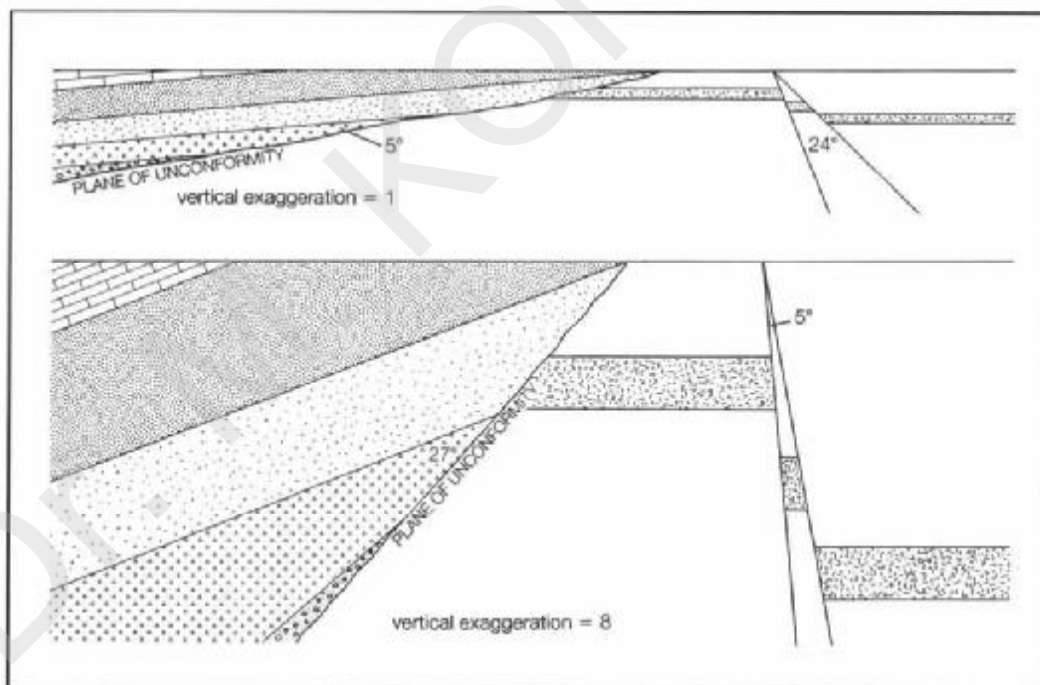 5°
24°
PLANE OF UNCONFORMITY
vertical exaggeration = 1
5°
27°
PLANE OF UNCONFORMITY
vertical exaggeration = 8